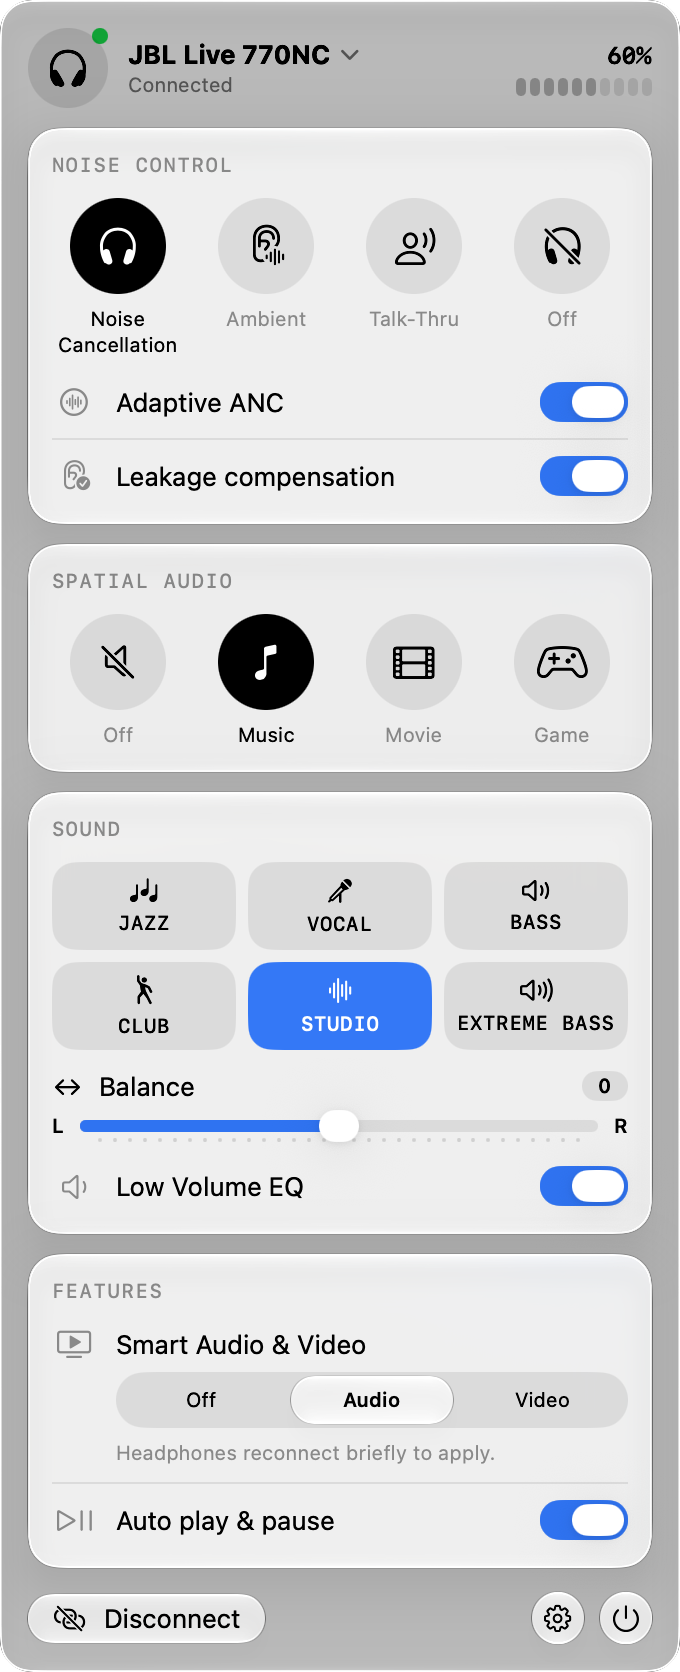 JBL Live 770NC
60%
Connected
NOISE CONTROL
Noise Cancellation
Ambient
Talk-Thru
Off
Adaptive ANC
Leakage compensation
SPATIAL AUDIO
Off
Music
Movie
Game
SOUND
JAZZ
VOCAL
BASS
CLUB
STUDIO
EXTREME BASS
Balance
0
L
R
Low Volume EQ
FEATURES
Smart Audio & Video
Off
Audio
Video
Headphones reconnect briefly to apply.
Auto play & pause
Disconnect